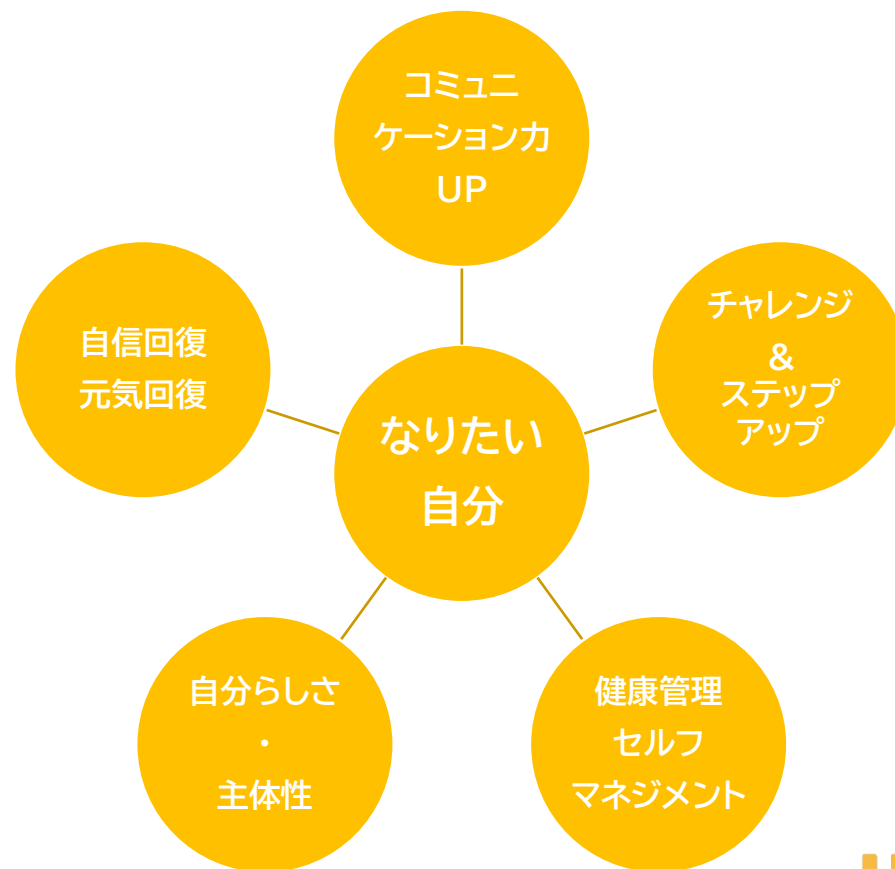 コミュニ
ケーション力
UP
チャレンジ
&
ステップ
アップ
自信回復
元気回復
なりたい
自分
自分らしさ
・
主体性
健康管理
セルフ
マネジメント